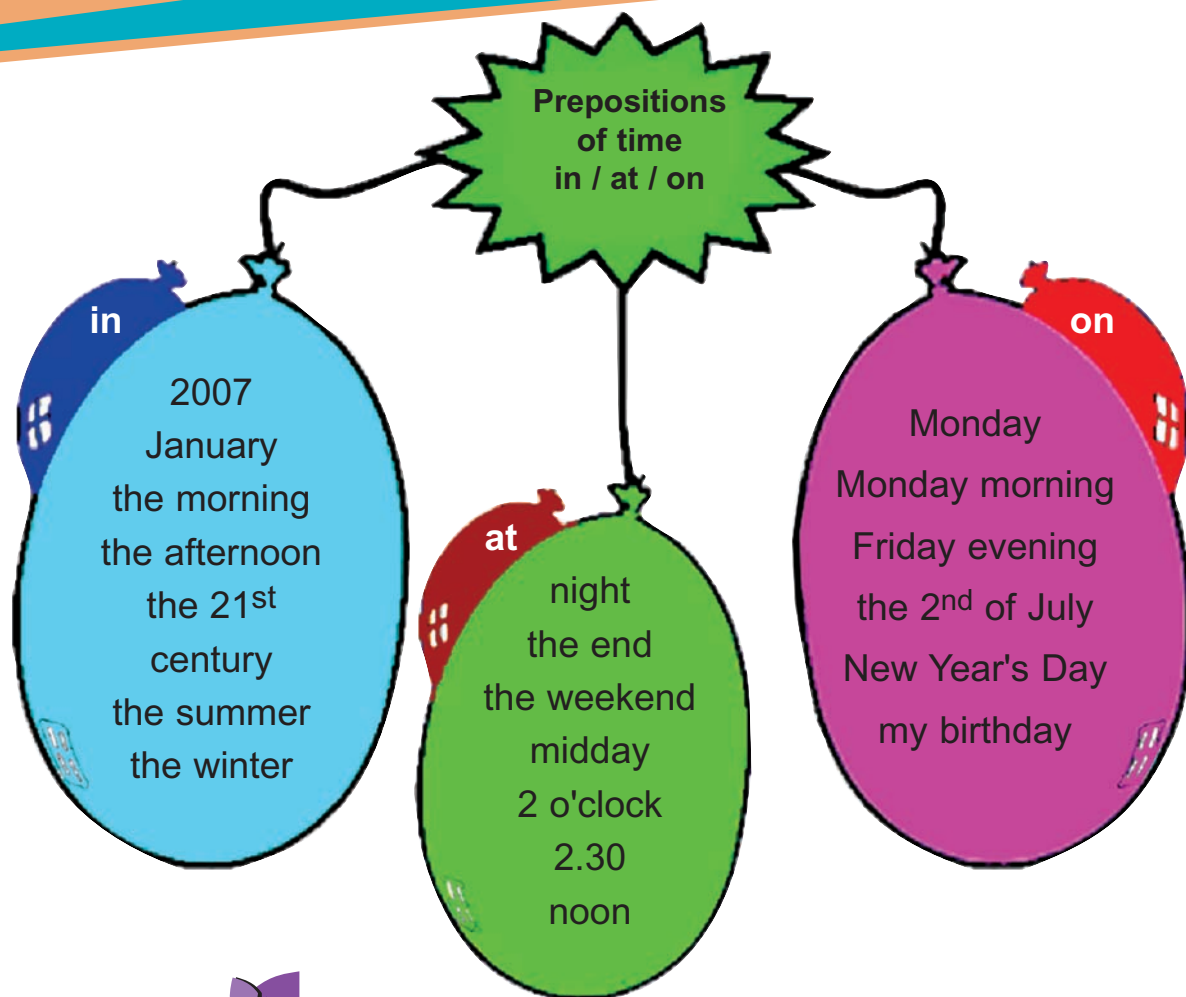 Prepositions
of time
in / at / on
in
2007
January
the morning
the afternoon
the 21st
century
the summer
the winter
at
night
the end
the weekend
midday
2 o'clock
2.30
noon
on
Monday
Monday morning
Friday evening
the 2nd of July
New Year's Day
my birthday